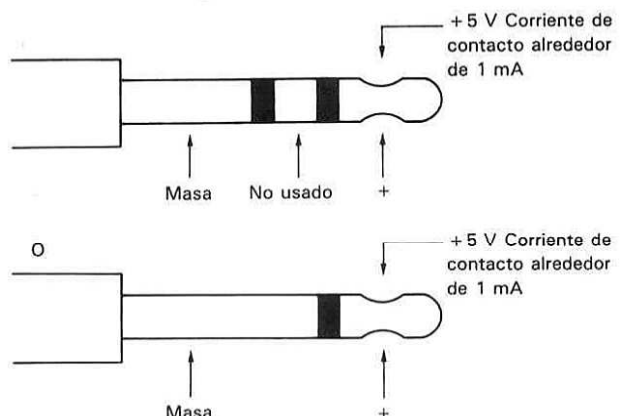 +5 V Corriente de
contacto alrededor
de 1 mA
Masa
No usado
+
O
+5 V Corriente de
contacto alrededor
de 1 mA
Masa
+